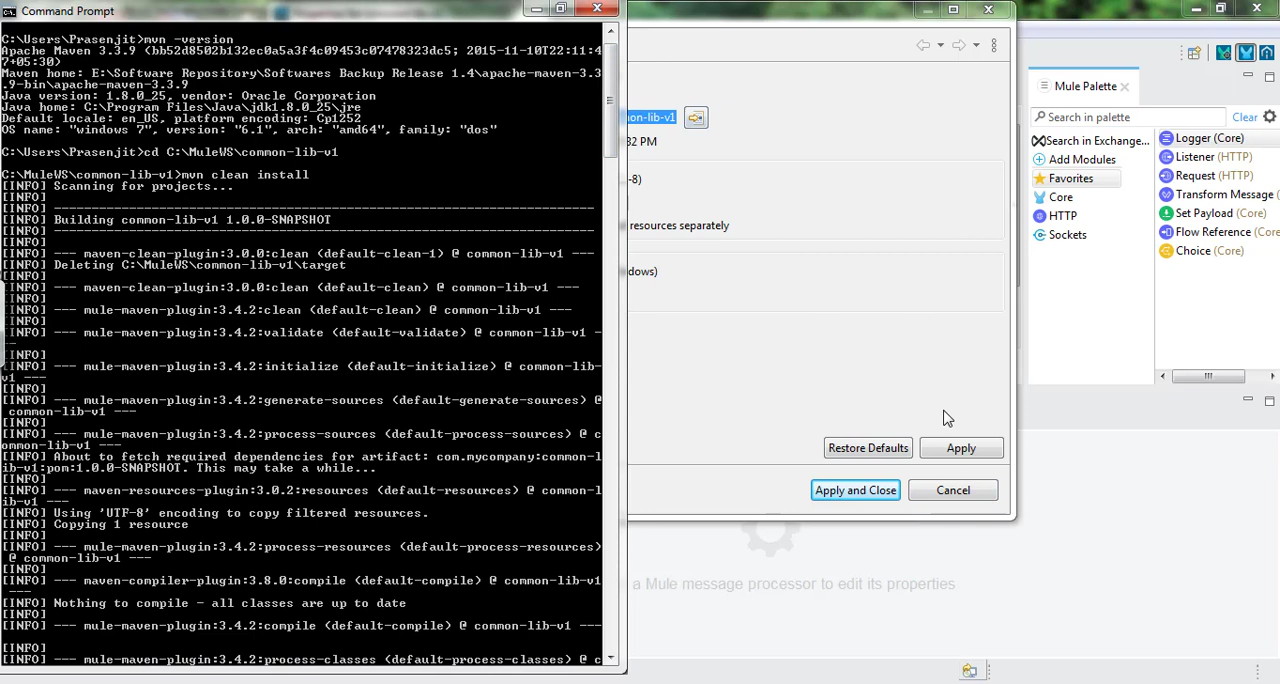 Command Prompt
C:\Users\Prasenjit>mvn -version
Apache Maven 3.3.9 (bb52d8502b132ec0a5a3f4c09453c07478323dc5; 2015-11-10T22:11:4
7+05:30)
Maven home: E:\Software Repository\Softwares Backup Release 1.4\apache-maven-3.3
.9-bin\apache-maven-3.3.9
Java version: 1.8.0_25, vendor: Oracle Corporation
Java home: C:\Program Files\Java\jdk1.8.0_25\jre
Default locale: en_US, platform encoding: Cp1252
OS name: "windows 7", version: "6.1", arch: "amd64", family: "dos"
C:\Users\Prasenjit>cd C:\MuleWS\common-lib-v1
C:\MuleWS\common-lib-v1>mvn clean install
[INFO] Scanning for projects...
[INFO]
[INFO] ------------------------------------------------------------------------
[INFO] Building common-lib-v1 1.0.0-SNAPSHOT
[INFO] ------------------------------------------------------------------------
[INFO]
[INFO] --- maven-clean-plugin:3.0.0:clean (default-clean-1) @ common-lib-v1 ---
[INFO] Deleting C:\MuleWS\common-lib-v1\target
[INFO]
[INFO] --- maven-clean-plugin:3.0.0:clean (default-clean) @ common-lib-v1 ---
[INFO]
[INFO] --- mule-maven-plugin:3.4.2:clean (default-clean) @ common-lib-v1 ---
[INFO]
[INFO] --- mule-maven-plugin:3.4.2:validate (default-validate) @ common-lib-v1 -
--
[INFO]
[INFO] --- mule-maven-plugin:3.4.2:initialize (default-initialize) @ common-lib-
v1 ---
[INFO]
[INFO] --- mule-maven-plugin:3.4.2:generate-sources (default-generate-sources) @
common-lib-v1 ---
[INFO]
[INFO] --- mule-maven-plugin:3.4.2:process-sources (default-process-sources) @ c
ommon-lib-v1 ---
[INFO] About to fetch required dependencies for artifact: com.mycompany:common-l
ib-v1:pom:1.0.0-SNAPSHOT. This may take a while...
[INFO]
[INFO] --- maven-resources-plugin:3.0.2:resources (default-resources) @ common-l
ib-v1 ---
[INFO] Using 'UTF-8' encoding to copy filtered resources.
[INFO] Copying 1 resource
[INFO]
[INFO] --- mule-maven-plugin:3.4.2:process-resources (default-process-resources)
@ common-lib-v1 ---
[INFO]
[INFO] --- maven-compiler-plugin:3.8.0:compile (default-compile) @ common-lib-v1
---
[INFO] Nothing to compile - all classes are up to date
[INFO]
[INFO] --- mule-maven-plugin:3.4.2:compile (default-compile) @ common-lib-v1 ---
[INFO]
[INFO] --- mule-maven-plugin:3.4.2:process-classes (default-process-classes) @ c
on-lib-v1
32 PM
-8)
resources separately
dows)
Restore Defaults
Apply
Apply and Close
Cancel
a Mule message processor to edit its properties
Mule Palette
Search in palette
Clear
Search in Exchange...
Add Modules
Favorites
Core
HTTP
Sockets
Logger (Core)
Listener (HTTP)
Request (HTTP)
Transform Message
Set Payload (Core)
Flow Reference (Core
Choice (Core)